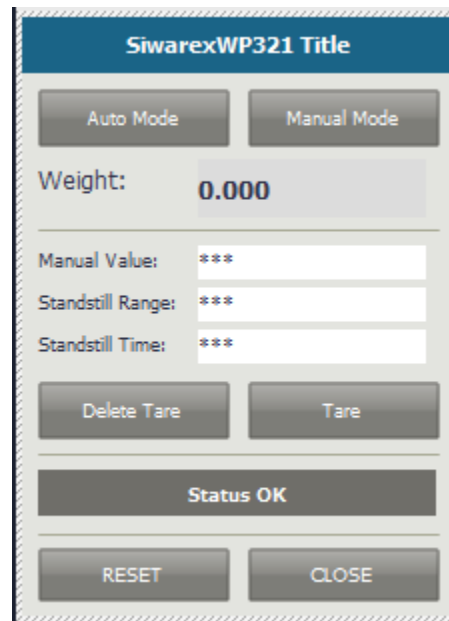 SiwarexWP321 Title
Auto Mode Manual Mode
Weight: 0.000
Manual Value: ***
Standstill Range: ***
Standstill Time: ***
Delete Tare Tare
Status OK
RESET CLOSE